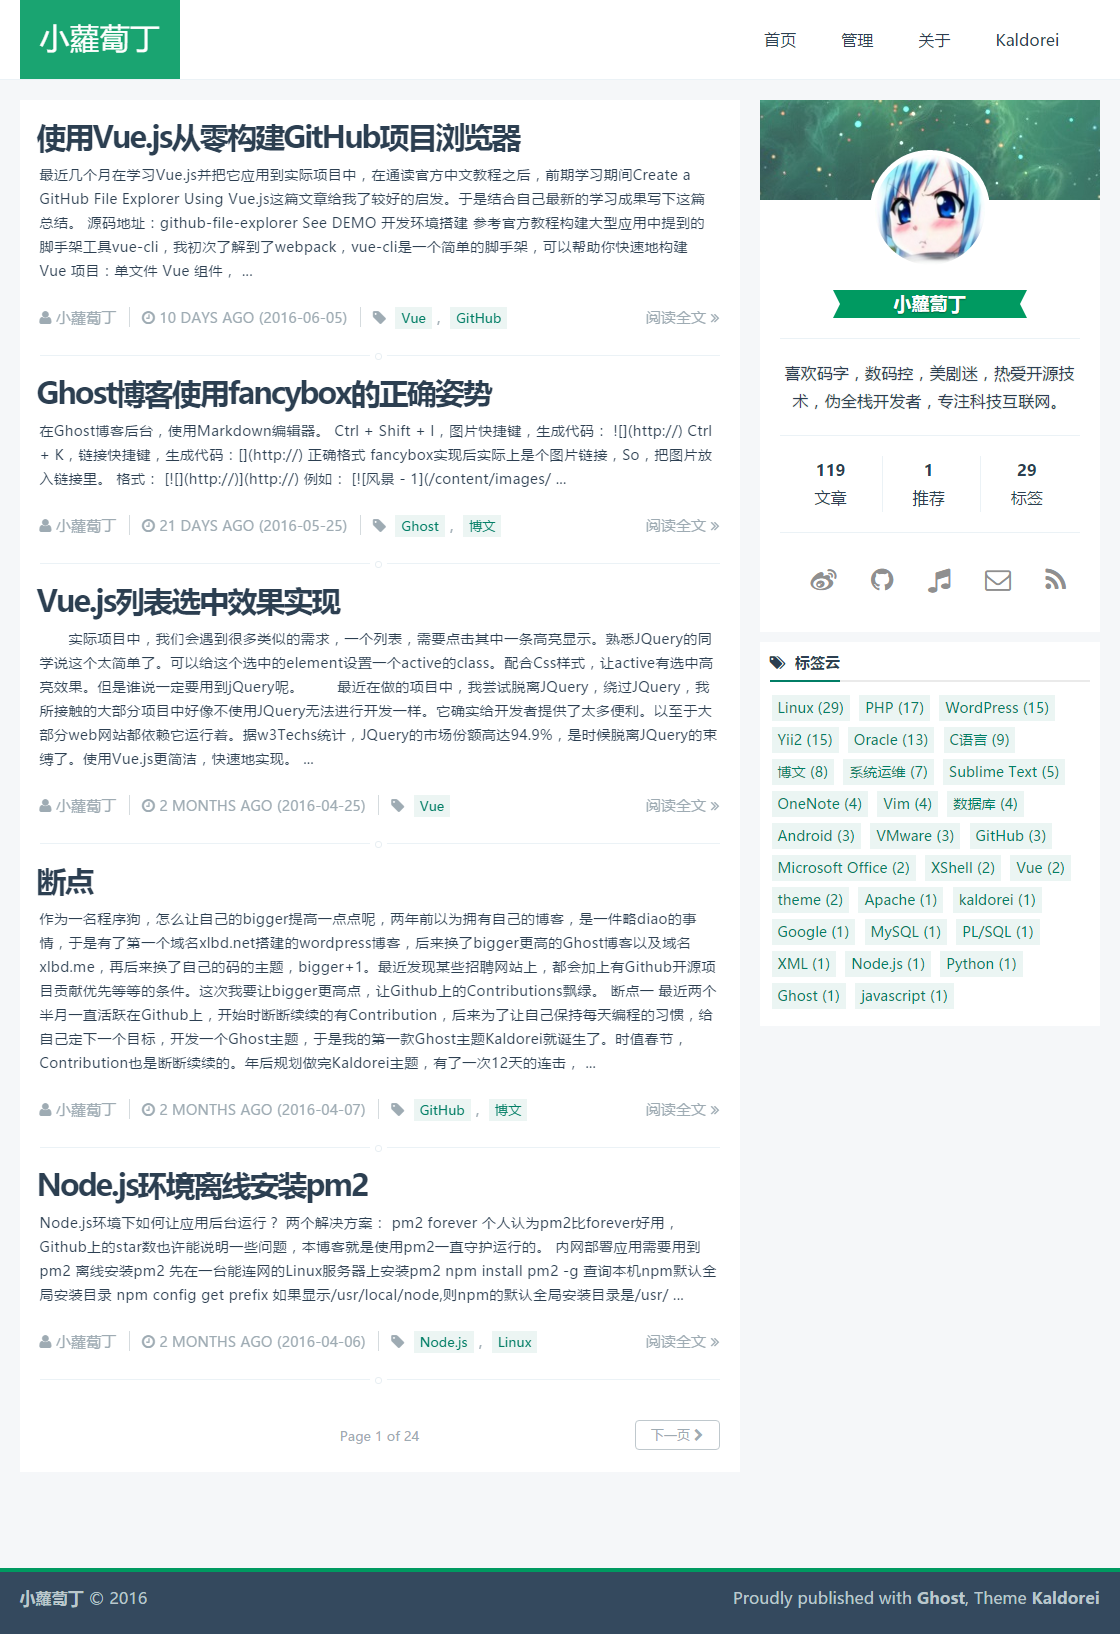 小蘿蔔丁
首页 管理 关于 Kaldorei
使用Vue.js从零构建GitHub项目浏览器
最近几个月在学习Vue.js并把它应用到实际项目中，在通读官方中文教程之后，前期学习期间Create a
GitHub File Explorer Using Vue.js这篇文章给我了较好的启发。于是结合自己最新的学习成果写下这篇
总结。 源码地址：github-file-explorer See DEMO 开发环境搭建 参考官方教程构建大型应用中提到的
脚手架工具vue-cli，我初次了解到了webpack，vue-cli是一个简单的脚手架，可以帮助你快速地构建
Vue 项目：单文件 Vue 组件， ...
小蘿蔔丁 10 DAYS AGO (2016-06-05) Vue , GitHub 阅读全文 »
Ghost博客使用fancybox的正确姿势
在Ghost博客后台，使用Markdown编辑器。 Ctrl + Shift + I，图片快捷键，生成代码： ![](http://) Ctrl
+ K，链接快捷键，生成代码：[](http://) 正确格式 fancybox实现后实际上是个图片链接，So，把图片放
入链接里。 格式： [![](http://)](http://) 例如： [![风景 - 1](/content/images/ ...
小蘿蔔丁 21 DAYS AGO (2016-05-25) Ghost , 博文 阅读全文 »
Vue.js列表选中效果实现
实际项目中，我们会遇到很多类似的需求，一个列表，需要点击其中一条高亮显示。熟悉JQuery的同
学说这个太简单了。可以给这个选中的element设置一个active的class。配合Css样式，让active有选中高
亮效果。但是谁说一定要用到jQuery呢。 最近在做的项目中，我尝试脱离JQuery，绕过JQuery，我
所接触的大部分项目中好像不使用JQuery无法进行开发一样。它确实给开发者提供了太多便利。以至于大
部分web网站都依赖它运行着。据w3Techs统计，JQuery的市场份额高达94.9%，是时候脱离JQuery的束
缚了。使用Vue.js更简洁，快速地实现。 ...
小蘿蔔丁 2 MONTHS AGO (2016-04-25) Vue 阅读全文 »
断点
作为一名程序狗，怎么让自己的bigger提高一点点呢，两年前以为拥有自己的博客，是一件略diao的事
情，于是有了第一个域名xlbd.net搭建的wordpress博客，后来换了bigger更高的Ghost博客以及域名
xlbd.me，再后来换了自己的码的主题，bigger+1。最近发现某些招聘网站上，都会加上有Github开源项
目贡献优先等等的条件。这次我要让bigger更高点，让Github上的Contributions飘绿。 断点一 最近两个
半月一直活跃在Github上，开始时断断续续的有Contribution，后来为了让自己保持每天编程的习惯，给
自己定下一个目标，开发一个Ghost主题，于是我的第一款Ghost主题Kaldorei就诞生了。时值春节，
Contribution也是断断续续的。年后规划做完Kaldorei主题，有了一次12天的连击， ...
小蘿蔔丁 2 MONTHS AGO (2016-04-07) GitHub , 博文 阅读全文 »
Node.js环境离线安装pm2
Node.js环境下如何让应用后台运行？ 两个解决方案： pm2 forever 个人认为pm2比forever好用，
Github上的star数也许能说明一些问题，本博客就是使用pm2一直守护运行的。 内网部署应用需要用到
pm2 离线安装pm2 先在一台能连网的Linux服务器上安装pm2 npm install pm2 -g 查询本机npm默认全
局安装目录 npm config get prefix 如果显示/usr/local/node,则npm的默认全局安装目录是/usr/ ...
小蘿蔔丁 2 MONTHS AGO (2016-04-06) Node.js , Linux 阅读全文 »
Page 1 of 24 下一页
小蘿蔔丁
喜欢码字，数码控，美剧迷，热爱开源技
术，伪全栈开发者，专注科技互联网。
119 1 29
文章 推荐 标签
标签云
Linux (29) PHP (17) WordPress (15)
Yii2 (15) Oracle (13) C语言 (9)
博文 (8) 系统运维 (7) Sublime Text (5)
OneNote (4) Vim (4) 数据库 (4)
Android (3) VMware (3) GitHub (3)
Microsoft Office (2) XShell (2) Vue (2)
theme (2) Apache (1) kaldorei (1)
Google (1) MySQL (1) PL/SQL (1)
XML (1) Node.js (1) Python (1)
Ghost (1) javascript (1)
小蘿蔔丁 © 2016 Proudly published with Ghost, Theme Kaldorei